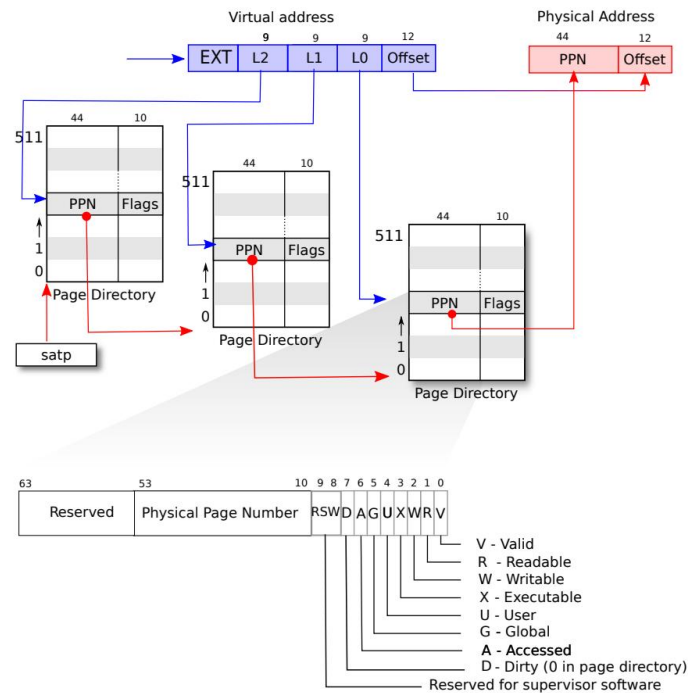 Virtual address
Physical Address
9 9 9 12
44 12
EXT L2 L1 L0 Offset
PPN Offset
44 10
511
PPN Flags
1
0
Page Directory
satp
44 10
511
PPN Flags
1
0
Page Directory
44 10
511
PPN Flags
1
0
Page Directory
63 53 10 9 8 7 6 5 4 3 2 1 0
Reserved Physical Page Number RSW D A G U X W R V
V - Valid
R - Readable
W - Writable
X - Executable
U - User
G - Global
A - Accessed
D - Dirty (0 in page directory)
Reserved for supervisor software